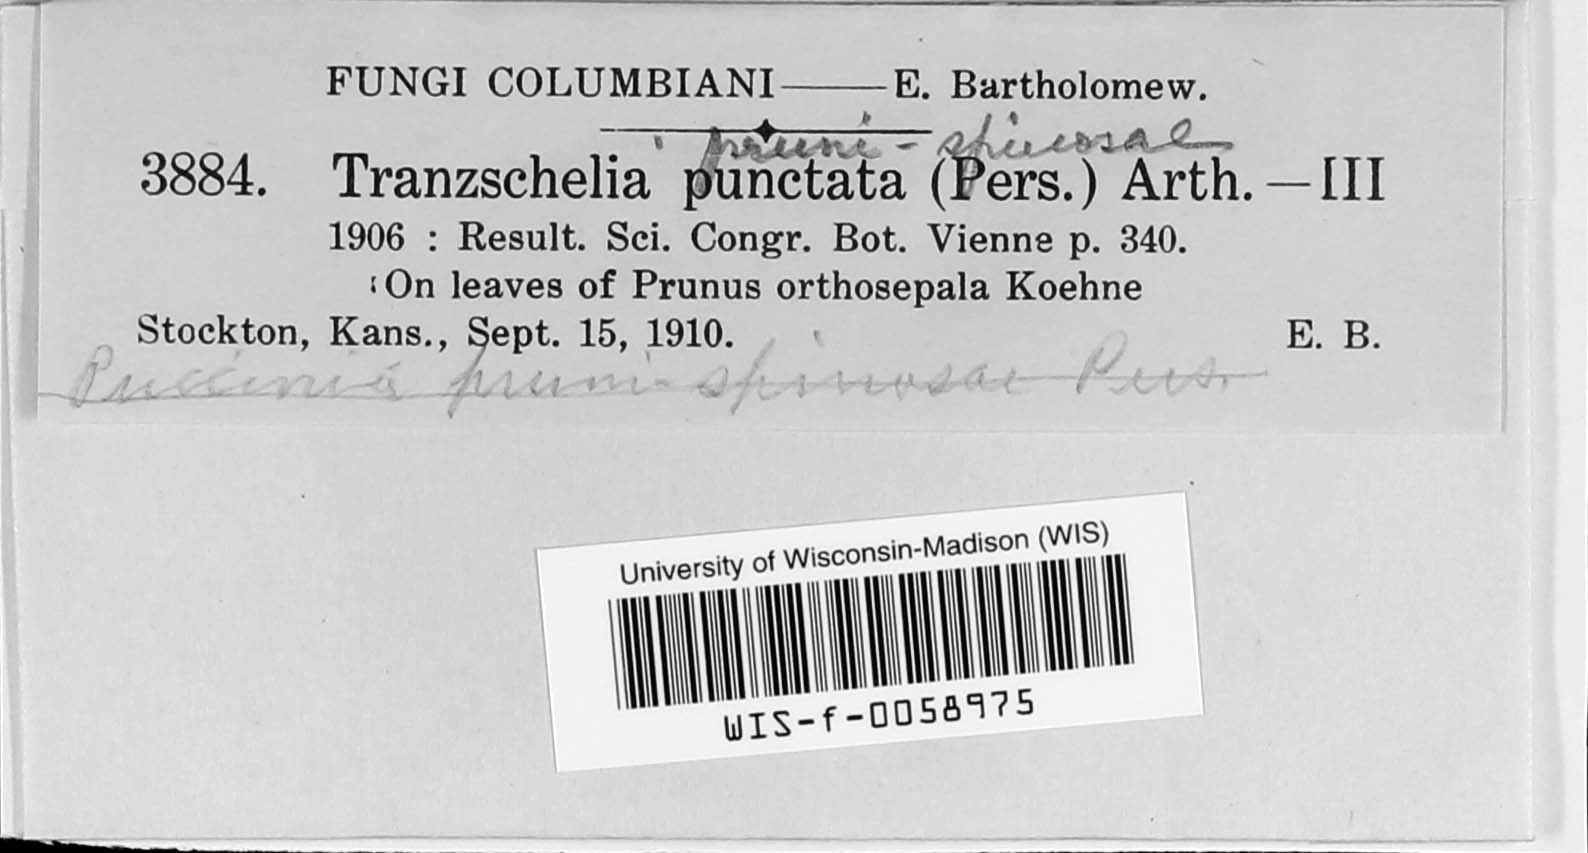 FUNGI COLUMBIANI——E. Bartholomew.
pruni-spinosae
3884. Tranzschelia punctata (Pers.) Arth. — III
1906 : Result. Sci. Congr. Bot. Vienne p. 340.
On leaves of Prunus orthosepala Koehne
Stockton, Kans., Sept. 15, 1910. E. B.
Puccinia pruni-spinosae Pers.
University of Wisconsin-Madison (WIS)
WIS-f-0058975